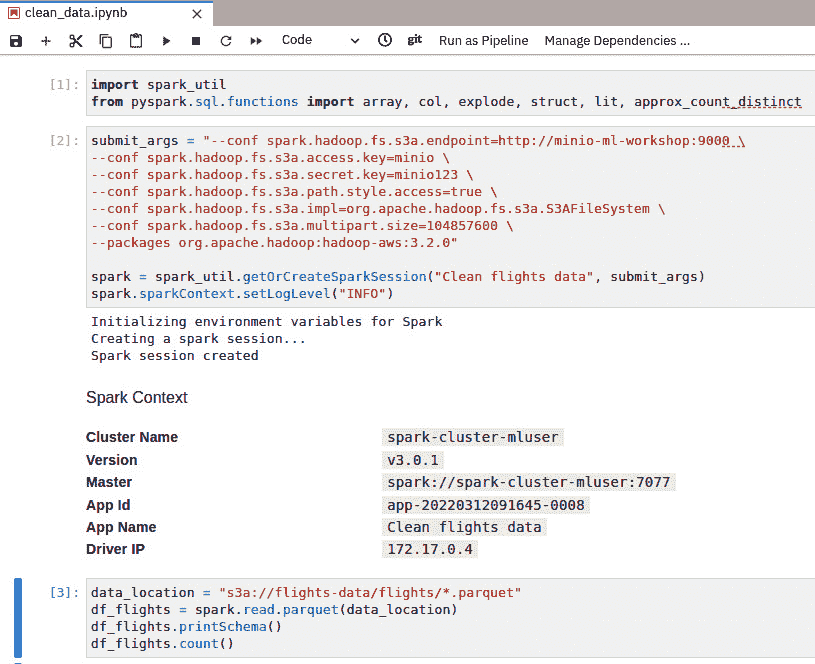 clean_data.ipynb
Code
git
Run as Pipeline
Manage Dependencies ...
[1]:
import spark_util
from pyspark.sql.functions import array, col, explode, struct, lit, approx_count_distinct
[2]:
submit_args = "--conf spark.hadoop.fs.s3a.endpoint=http://minio-ml-workshop:9000 \
--conf spark.hadoop.fs.s3a.access.key=minio \
--conf spark.hadoop.fs.s3a.secret.key=minio123 \
--conf spark.hadoop.fs.s3a.path.style.access=true \
--conf spark.hadoop.fs.s3a.impl=org.apache.hadoop.fs.s3a.S3AFileSystem \
--conf spark.hadoop.fs.s3a.multipart.size=104857600 \
--packages org.apache.hadoop:hadoop-aws:3.2.0"
spark = spark_util.getOrCreateSparkSession("Clean flights data", submit_args)
spark.sparkContext.setLogLevel("INFO")
Initializing environment variables for Spark
Creating a spark session...
Spark session created
Spark Context
Cluster Name spark-cluster-mluser
Version v3.0.1
Master spark://spark-cluster-mluser:7077
App Id app-20220312091645-0008
App Name Clean flights data
Driver IP 172.17.0.4
[3]:
data_location = "s3a://flights-data/flights/*.parquet"
df_flights = spark.read.parquet(data_location)
df_flights.printSchema()
df_flights.count()